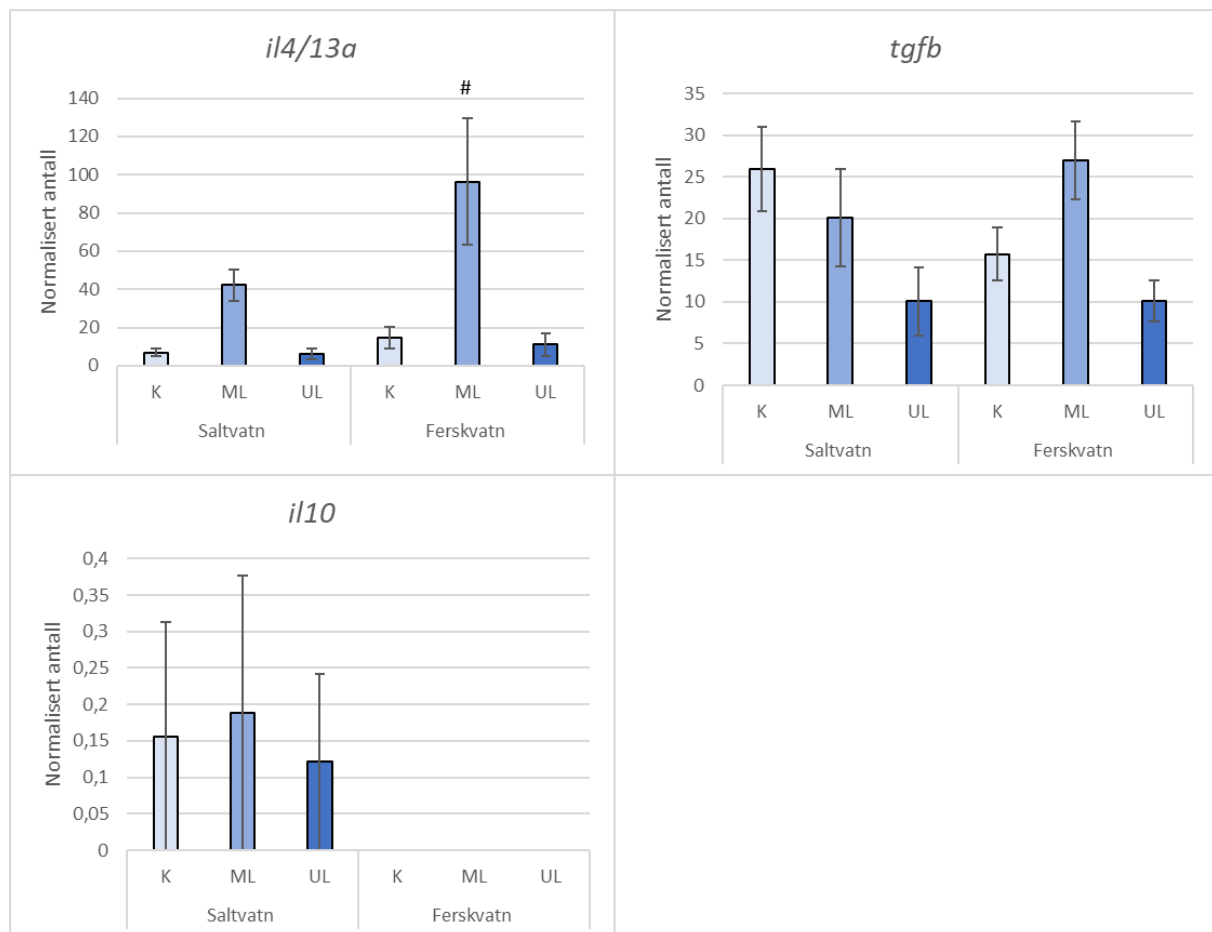 il4/13a
#
Normalisert antall
140
120
100
80
60
40
20
0
K ML UL K ML UL
Saltvatn Ferskvatn
tgfb
Normalisert antall
35
30
25
20
15
10
5
0
K ML UL K ML UL
Saltvatn Ferskvatn
il10
Normalisert antall
0,4
0,35
0,3
0,25
0,2
0,15
0,1
0,05
0
K ML UL K ML UL
Saltvatn Ferskvatn